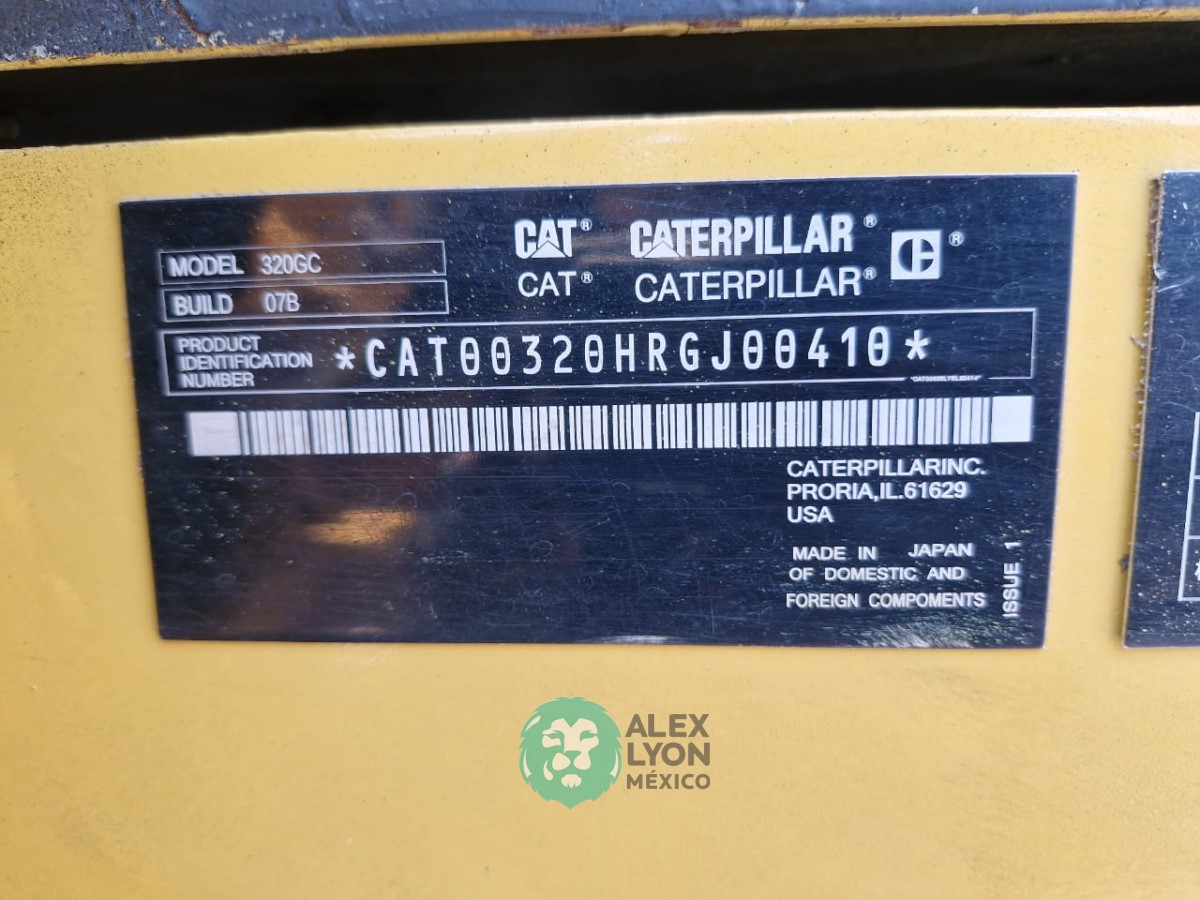 CAT® CATERPILLAR®
CAT® CATERPILLAR® ®
MODEL 320GC
BUILD 07B
PRODUCT IDENTIFICATION NUMBER *CAT00320HRGJ00410*
CATERPILLARINC.
PRORIA,IL.61629
USA
MADE IN JAPAN
OF DOMESTIC AND
FOREIGN COMPOMENTS
ISSUE 1
ALEX
LYON
MÉXICO